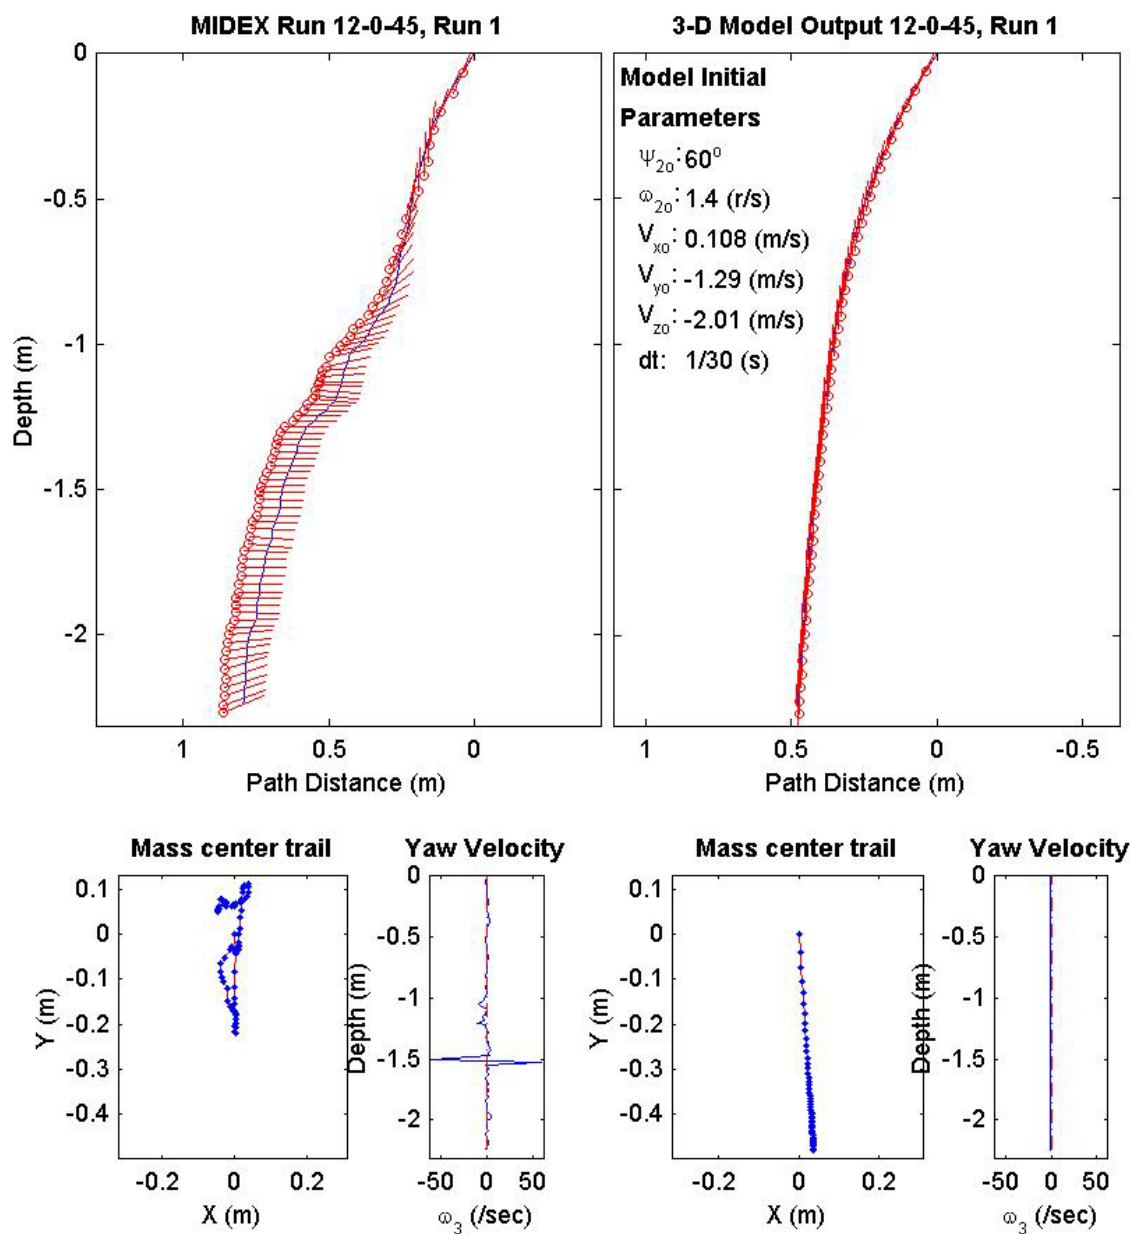 MIDEX Run 12-0-45, Run 1
3-D Model Output 12-0-45, Run 1
0
-0.5
-1
-1.5
-2
Depth (m)
1 0.5 0
Path Distance (m)
Model Initial
Parameters
Ψ2o: 60°
ω2o: 1.4 (r/s)
Vxo: 0.108 (m/s)
Vyo: -1.29 (m/s)
Vzo: -2.01 (m/s)
dt: 1/30 (s)
1 0.5 0 -0.5
Path Distance (m)
Mass center trail
0.1
0
-0.1
-0.2
-0.3
-0.4
Y (m)
-0.2 0 0.2
X (m)
Yaw Velocity
0
-0.5
-1
-1.5
-2
Depth (m)
-50 0 50
ω3 (/sec)
Mass center trail
0.1
0
-0.1
-0.2
-0.3
-0.4
Y (m)
-0.2 0 0.2
X (m)
Yaw Velocity
0
-0.5
-1
-1.5
-2
Depth (m)
-50 0 50
ω3 (/sec)